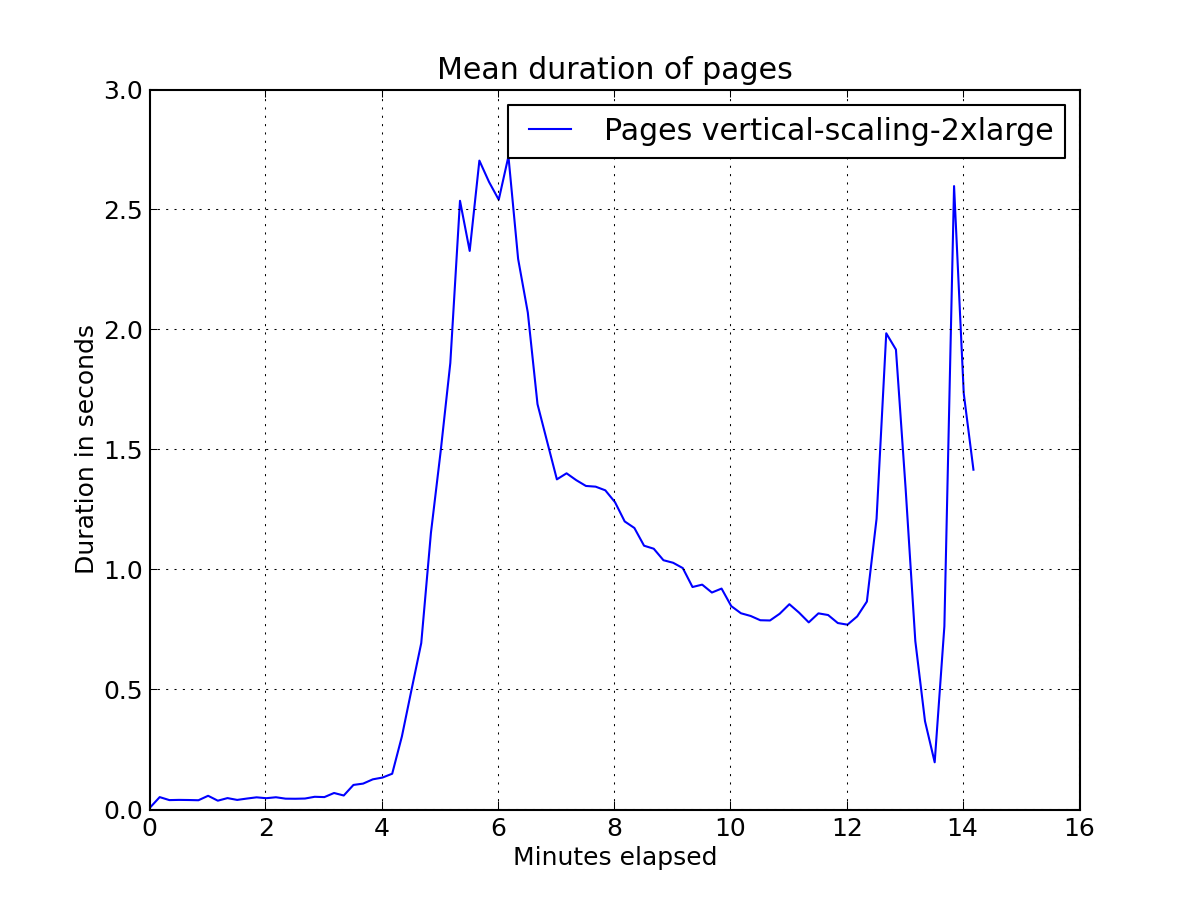 Mean duration of pages
Pages vertical-scaling-2xlarge
3.0
2.5
2.0
1.5
1.0
0.5
0.0
Duration in seconds
0 2 4 6 8 10 12 14 16
Minutes elapsed